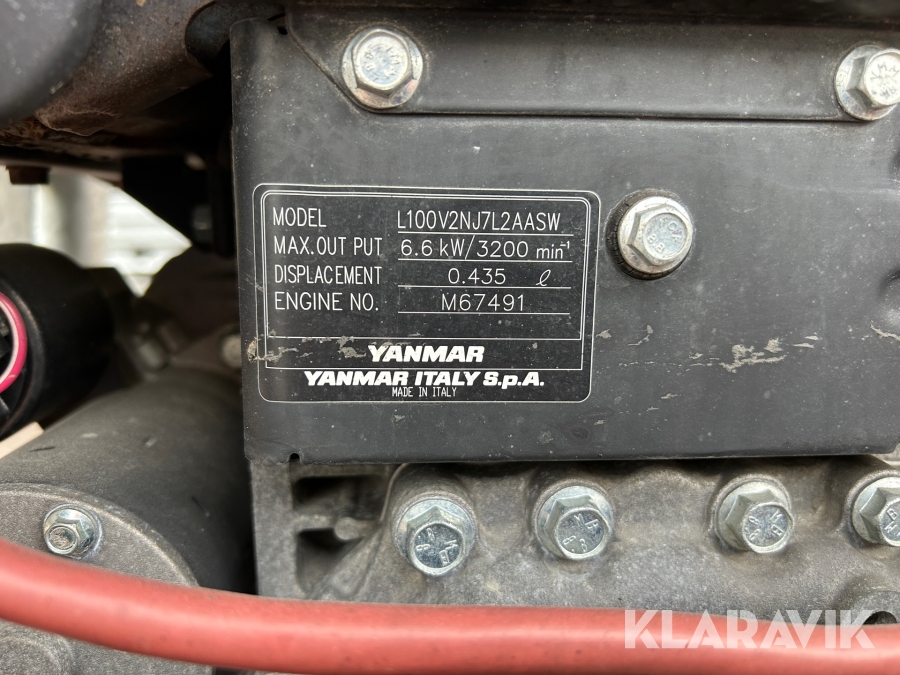 MODEL L100V2NJ7L2AASW
MAX.OUT PUT 6.6 kW/3200 min⁻¹
DISPLACEMENT 0.435 ℓ
ENGINE NO. M67491
YANMAR
YANMAR ITALY S.p.A.
MADE IN ITALY
KLARAVIK